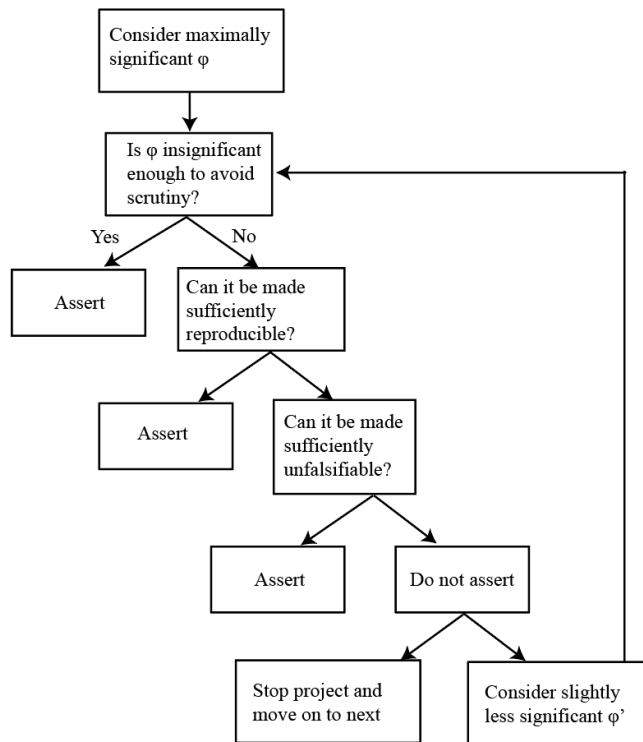 Consider maximally
significant φ
Is φ insignificant
enough to avoid
scrutiny?
Yes
No
Assert
Can it be made
sufficiently
reproducible?
Assert
Can it be made
sufficiently
unfalsifiable?
Assert
Do not assert
Stop project and
move on to next
Consider slightly
less significant φ’